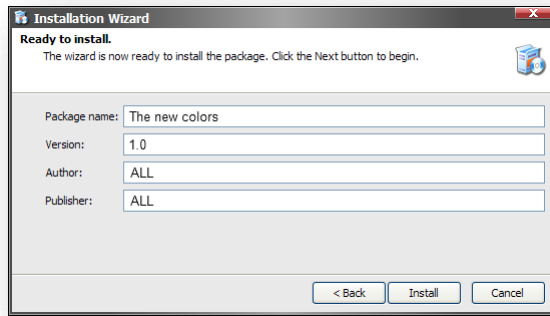 Installation Wizard
Ready to install.
The wizard is now ready to install the package. Click the Next button to begin.
Package name: The new colors
Version: 1.0
Author: ALL
Publisher: ALL
< Back Install Cancel